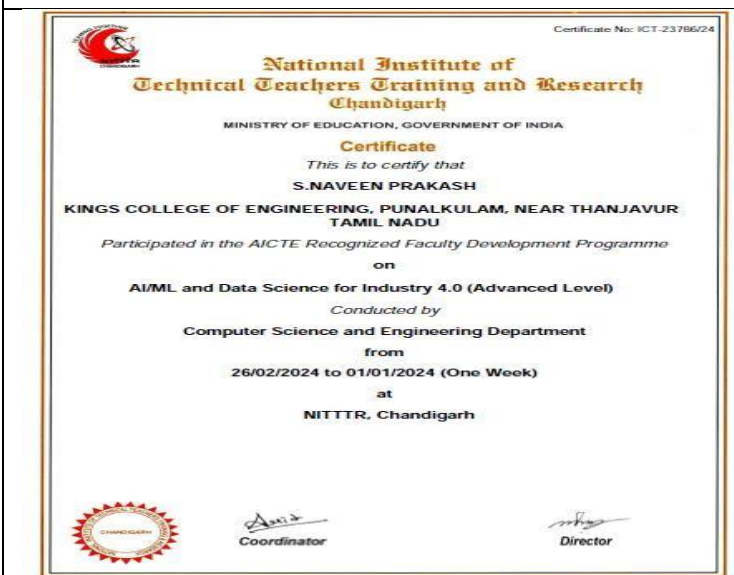 Certificate No: ICT-23786/24
NITTTR
CHANDIGARH
National Institute of
Technical Teachers Training and Research
Chandigarh
MINISTRY OF EDUCATION, GOVERNMENT OF INDIA
Certificate
This is to certify that
S.NAVEEN PRAKASH
KINGS COLLEGE OF ENGINEERING, PUNALKULAM, NEAR THANJAVUR
TAMIL NADU
Participated in the AICTE Recognized Faculty Development Programme
on
AI/ML and Data Science for Industry 4.0 (Advanced Level)
Conducted by
Computer Science and Engineering Department
from
26/02/2024 to 01/01/2024 (One Week)
at
NITTTR, Chandigarh
CHANDIGARH
Coordinator
Director